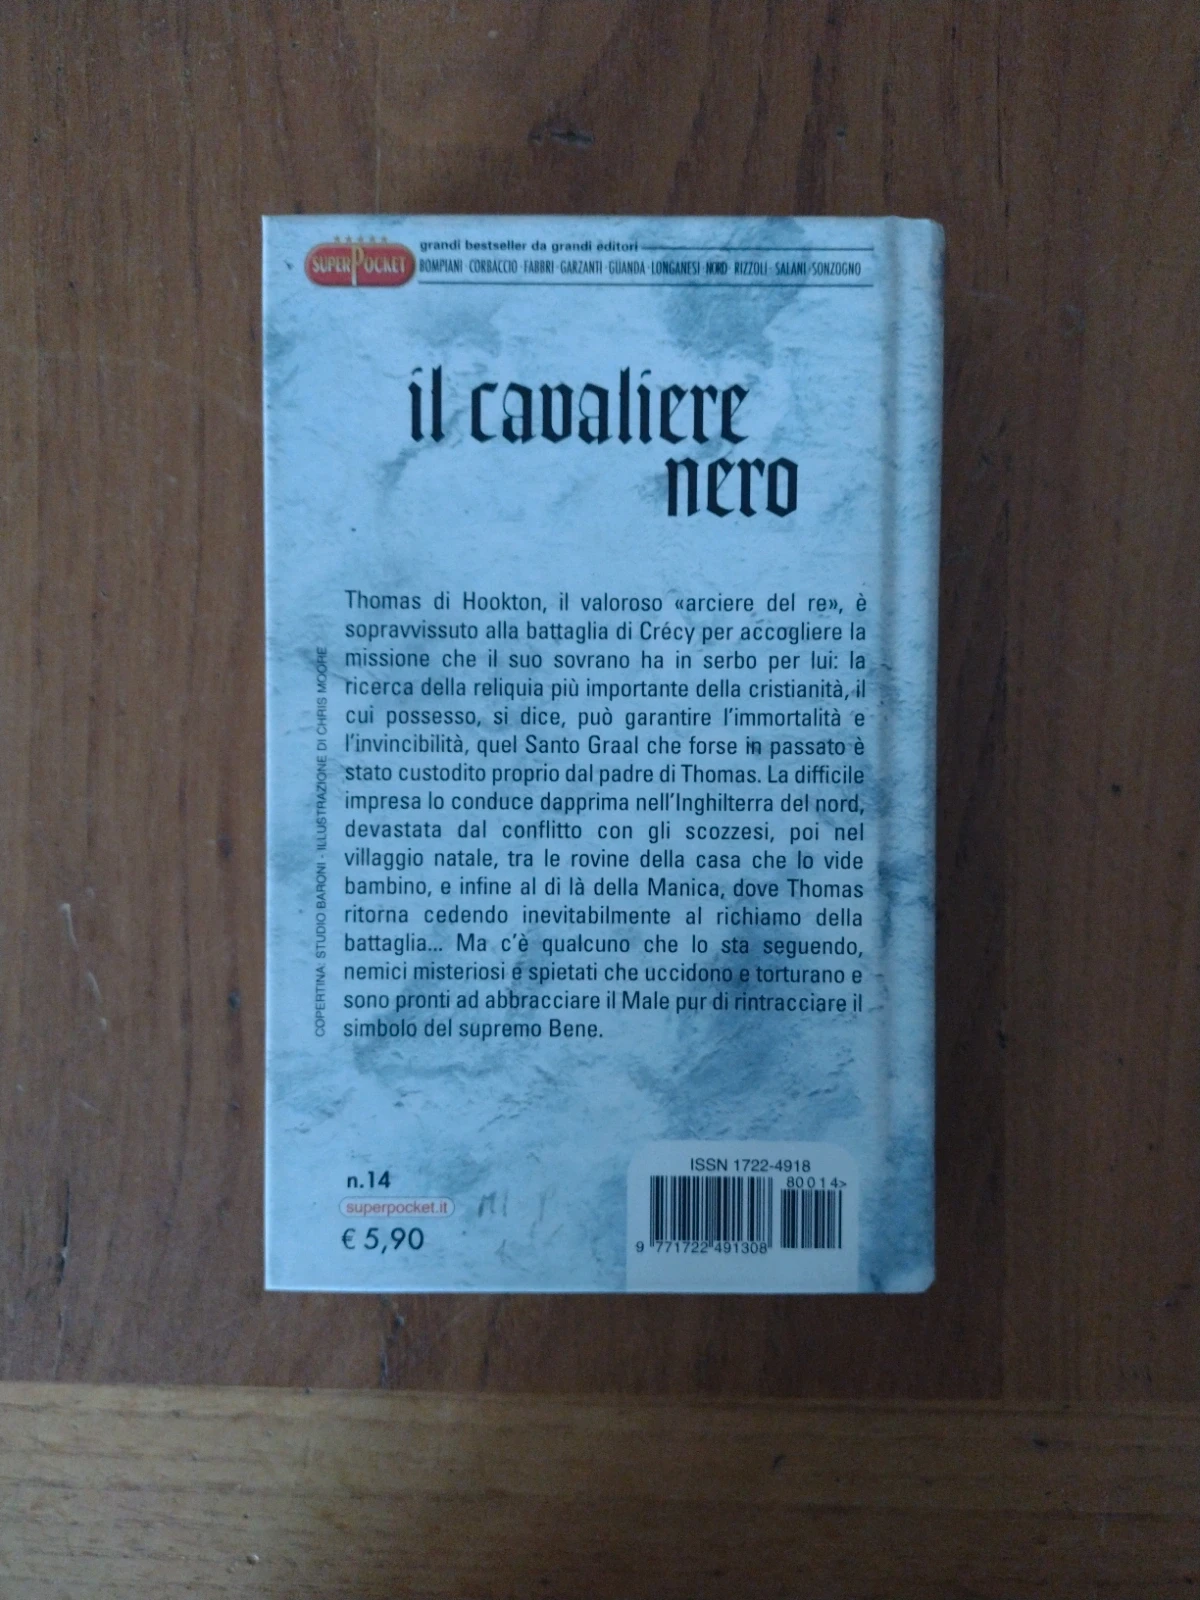 SUPERPOCKET
grandi bestseller da grandi editori
BOMPIANI · CORBACCIO · FABBRI · GARZANTI · GUANDA · LONGANESI · NORD · RIZZOLI · SALANI · SONZOGNO
il cavaliere
nero
Thomas di Hookton, il valoroso «arciere del re», è
sopravvissuto alla battaglia di Crécy per accogliere la
missione che il suo sovrano ha in serbo per lui: la
ricerca della reliquia più importante della cristianità, il
cui possesso, si dice, può garantire l'immortalità e
l'invincibilità, quel Santo Graal che forse in passato è
stato custodito proprio dal padre di Thomas. La difficile
impresa lo conduce dapprima nell'Inghilterra del nord,
devastata dal conflitto con gli scozzesi, poi nel
villaggio natale, tra le rovine della casa che lo vide
bambino, e infine al di là della Manica, dove Thomas
ritorna cedendo inevitabilmente al richiamo della
battaglia... Ma c'è qualcuno che lo sta seguendo,
nemici misteriosi e spietati che uccidono e torturano e
sono pronti ad abbracciare il Male pur di rintracciare il
simbolo del supremo Bene.
COPERTINA: STUDIO BARONI - ILLUSTRAZIONE DI CHRIS MOORE
n.14
superpocket.it
€ 5,90
ISSN 1722-4918
80014>
9 771722 491308